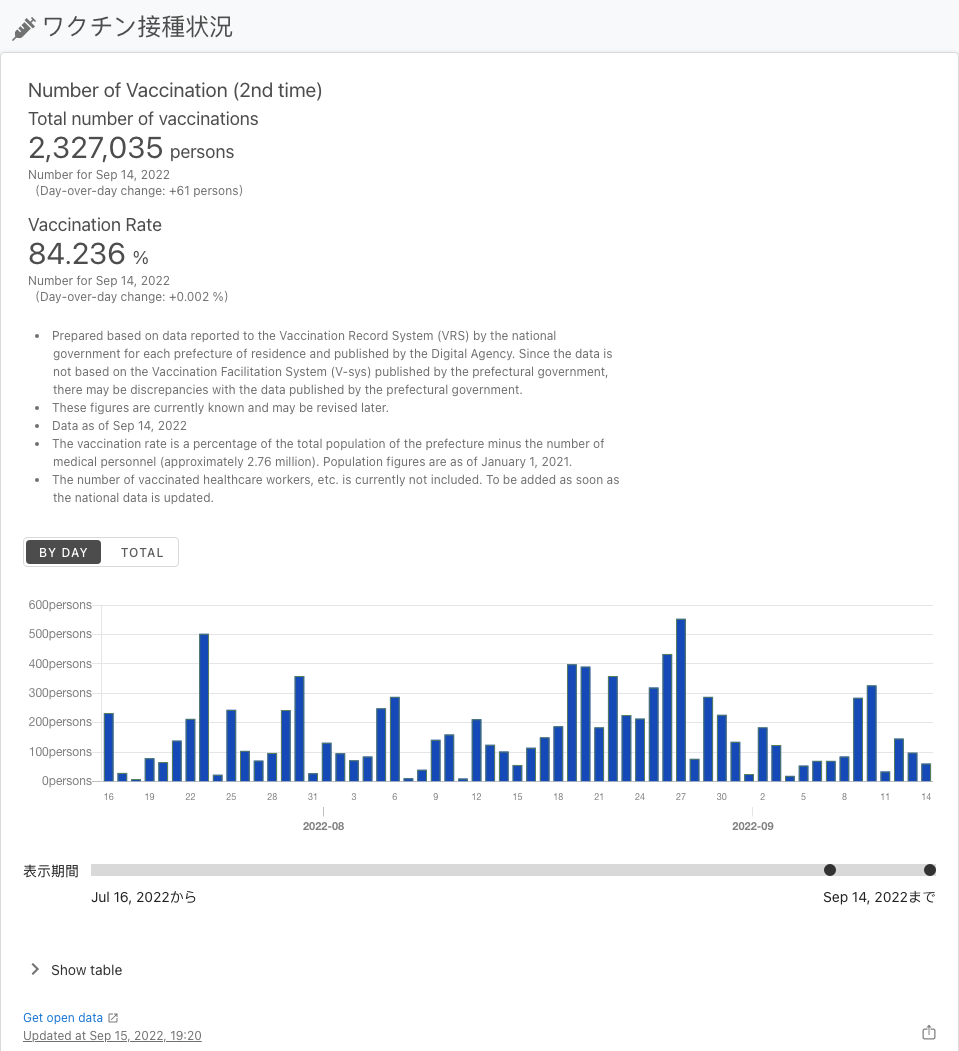 ワクチン接種状況
Number of Vaccination (2nd time)
Total number of vaccinations
2,327,035 persons
Number for Sep 14, 2022
(Day-over-day change: +61 persons)
Vaccination Rate
84.236 %
Number for Sep 14, 2022
(Day-over-day change: +0.002 %)
• Prepared based on data reported to the Vaccination Record System (VRS) by the national
government for each prefecture of residence and published by the Digital Agency. Since the data is
not based on the Vaccination Facilitation System (V-sys) published by the prefectural government,
there may be discrepancies with the data published by the prefectural government.
• These figures are currently known and may be revised later.
• Data as of Sep 14, 2022
• The vaccination rate is a percentage of the total population of the prefecture minus the number of
medical personnel (approximately 2.76 million). Population figures are as of January 1, 2021.
• The number of vaccinated healthcare workers, etc. is currently not included. To be added as soon as
the national data is updated.
BY DAY TOTAL
600persons
500persons
400persons
300persons
200persons
100persons
0persons
16 19 22 25 28 31 3 6 9 12 15 18 21 24 27 30 2 5 8 11 14
2022-08 2022-09
表示期間
Jul 16, 2022から Sep 14, 2022まで
Show table
Get open data
Updated at Sep 15, 2022, 19:20